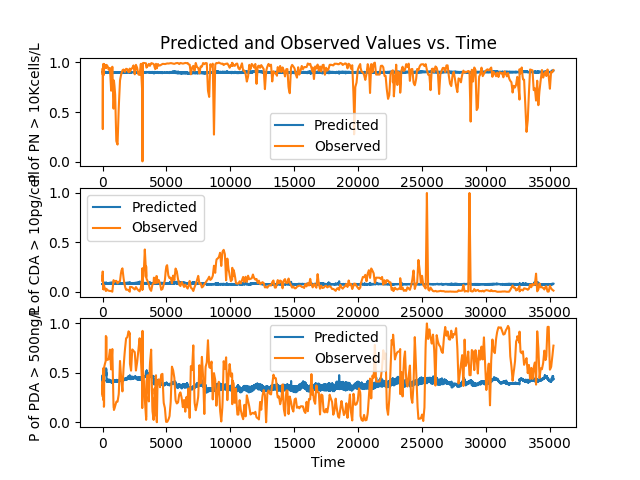 Predicted and Observed Values vs. Time
P of PN > 10Kcells/L
1.0
0.5
0.0
Predicted
Observed
0 5000 10000 15000 20000 25000 30000 35000
P of CDA > 10pg/cell
1.0
0.5
0.0
Predicted
Observed
0 5000 10000 15000 20000 25000 30000 35000
P of PDA > 500ng/L
1.0
0.5
0.0
Predicted
Observed
0 5000 10000 15000 20000 25000 30000 35000
Time